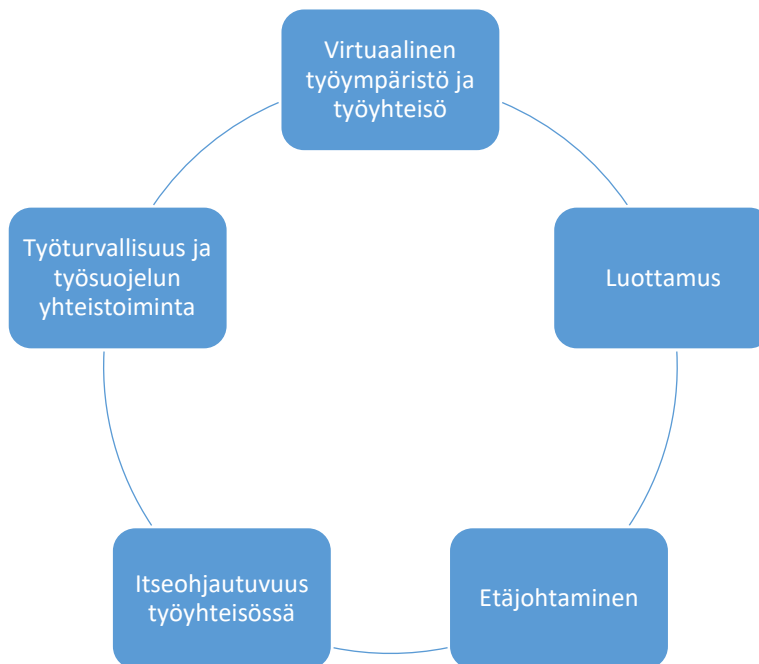 Virtuaalinen
työympäristö ja
työyhteisö
Luottamus
Etäjohtaminen
Itseohjautuvuus
työyhteisössä
Työturvallisuus ja
työsuojelun
yhteistoiminta